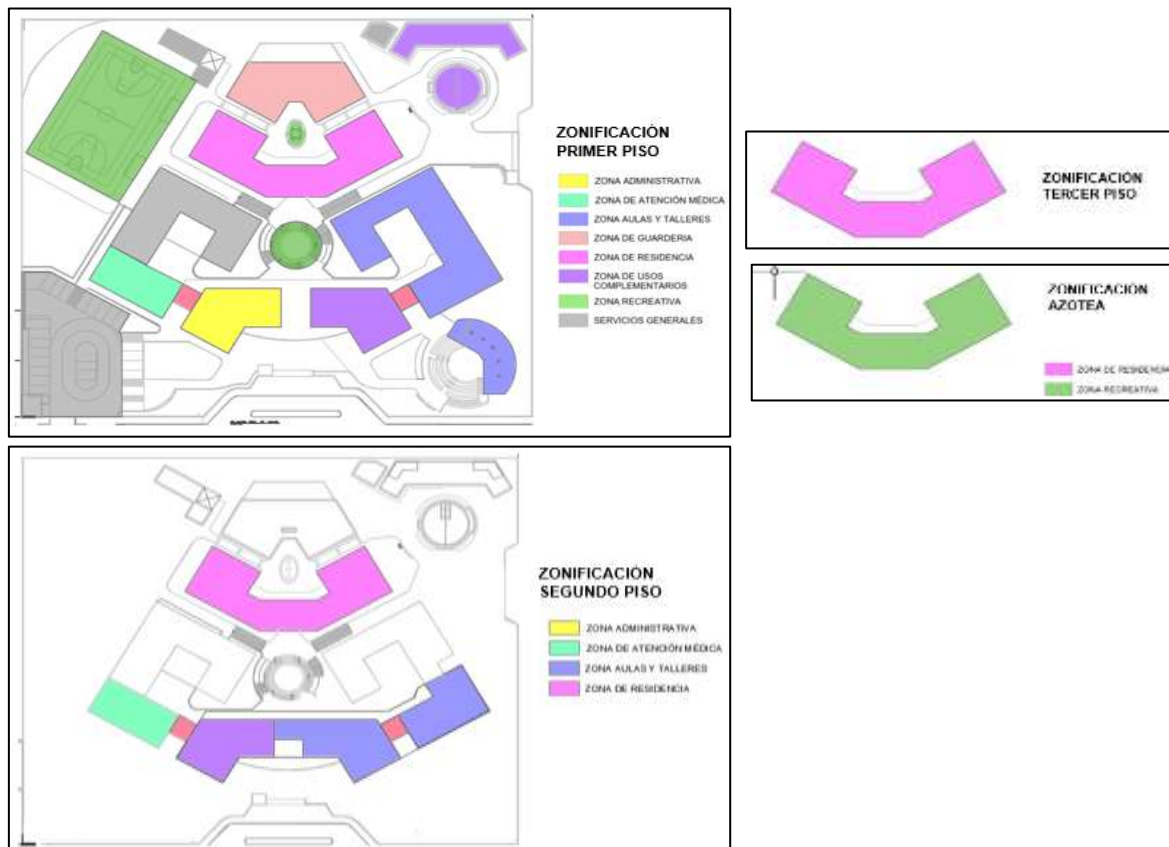 ZONIFICACIÓN
PRIMER PISO
ZONA ADMINISTRATIVA
ZONA DE ATENCIÓN MÉDICA
ZONA AULAS Y TALLERES
ZONA DE GUARDERIA
ZONA DE RESIDENCIA
ZONA DE USOS
COMPLEMENTARIOS
ZONA RECREATIVA
SERVICIOS GENERALES
ZONIFICACIÓN
TERCER PISO
ZONIFICACIÓN
AZOTEA
ZONA DE RESIDENCIA
ZONA RECREATIVA
ZONIFICACIÓN
SEGUNDO PISO
ZONA ADMINISTRATIVA
ZONA DE ATENCIÓN MÉDICA
ZONA AULAS Y TALLERES
ZONA DE RESIDENCIA